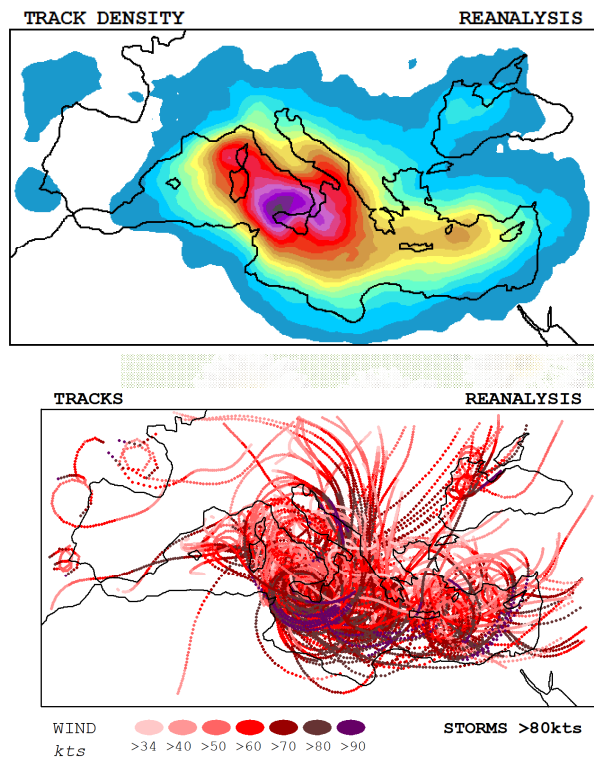 TRACK DENSITY REANALYSIS
TRACKS REANALYSIS
WIND STORMS >80kts
kts >34 >40 >50 >60 >70 >80 >90